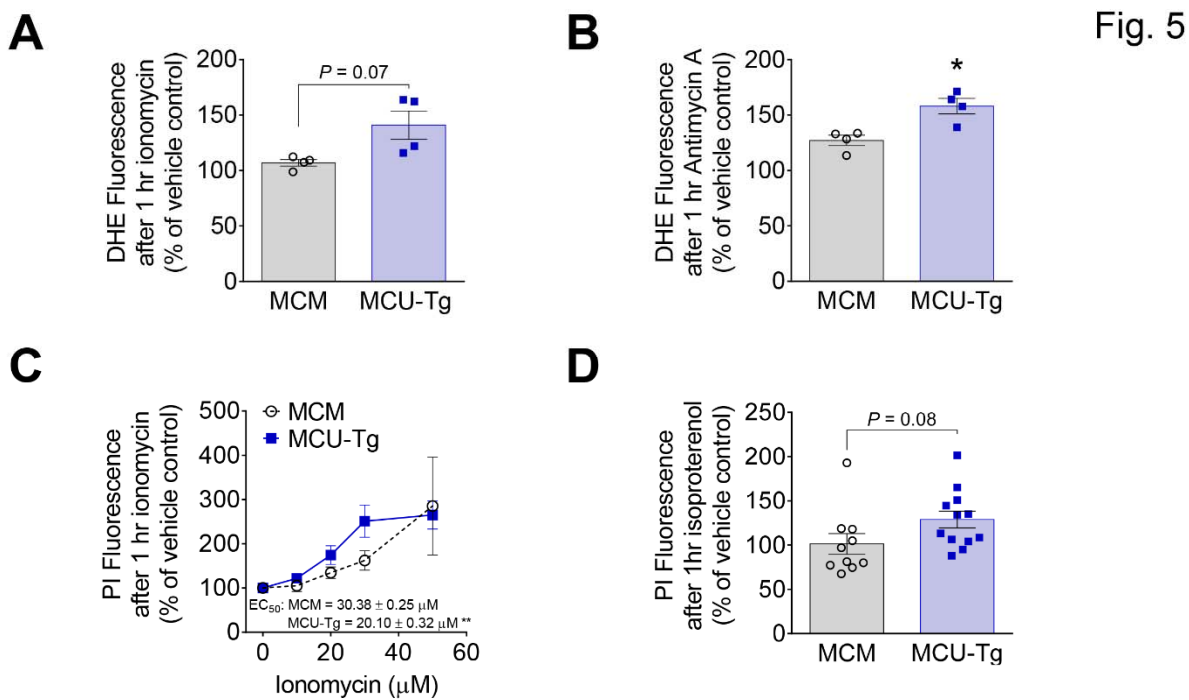 Fig. 5
A
DHE Fluorescence
after 1 hr ionomycin
(% of vehicle control)
200
150
100
50
0
P = 0.07
MCM
MCU-Tg
B
DHE Fluorescence
after 1 hr Antimycin A
(% of vehicle control)
200
150
100
50
0
*
MCM
MCU-Tg
C
PI Fluorescence
after 1 hr ionomycin
(% of vehicle control)
500
400
300
200
100
0
MCM
MCU-Tg
EC50: MCM = 30.38 ± 0.25 μM
MCU-Tg = 20.10 ± 0.32 μM **
0 20 40 60
Ionomycin (μM)
D
PI Fluorescence
after 1hr isoproterenol
(% of vehicle control)
250
200
150
100
50
0
P = 0.08
MCM
MCU-Tg